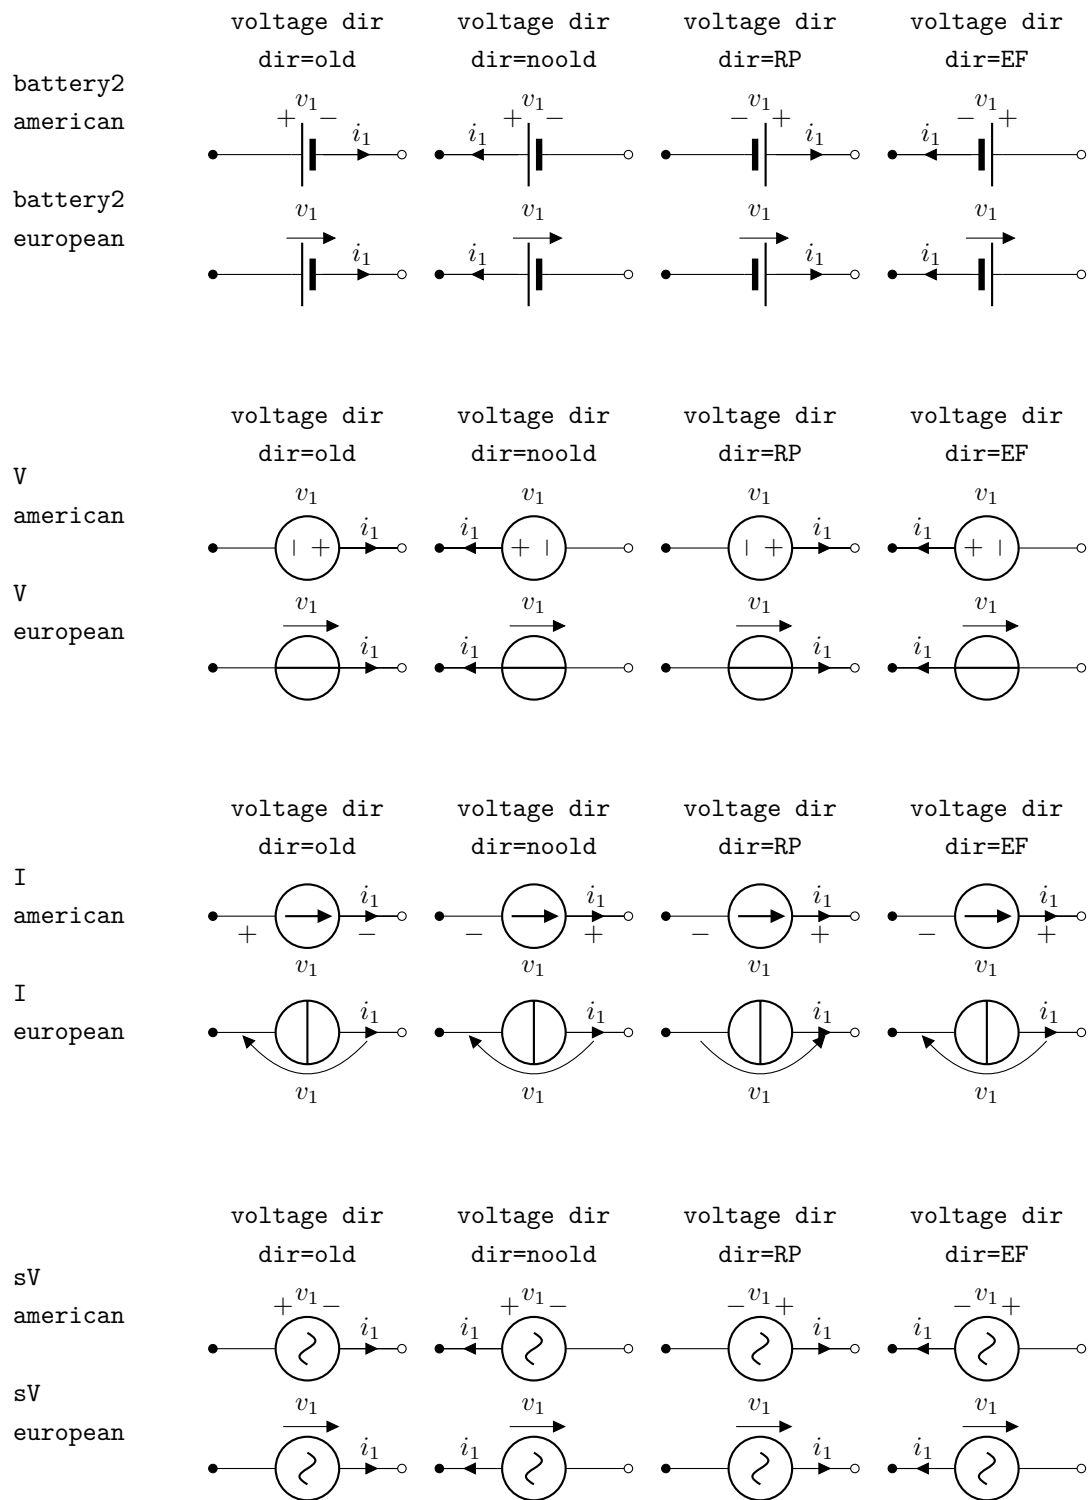 voltage dir voltage dir voltage dir voltage dir
dir=old dir=noold dir=RP dir=EF
battery2
american
v1 v1 v1 v1
+ − + − − + − +
i1 i1 i1 i1
battery2
european
v1 v1 v1 v1
i1 i1 i1 i1
voltage dir voltage dir voltage dir voltage dir
dir=old dir=noold dir=RP dir=EF
V
american
v1 v1 v1 v1
i1 i1 i1 i1
− + + − − + + −
V
european
v1 v1 v1 v1
i1 i1 i1 i1
voltage dir voltage dir voltage dir voltage dir
dir=old dir=noold dir=RP dir=EF
I
american
i1 i1 i1 i1
+ − − + − + − +
v1 v1 v1 v1
I
european
i1 i1 i1 i1
v1 v1 v1 v1
voltage dir voltage dir voltage dir voltage dir
dir=old dir=noold dir=RP dir=EF
sV
american
+ v1 − + v1 − − v1 + − v1 +
i1 i1 i1 i1
sV
european
v1 v1 v1 v1
i1 i1 i1 i1